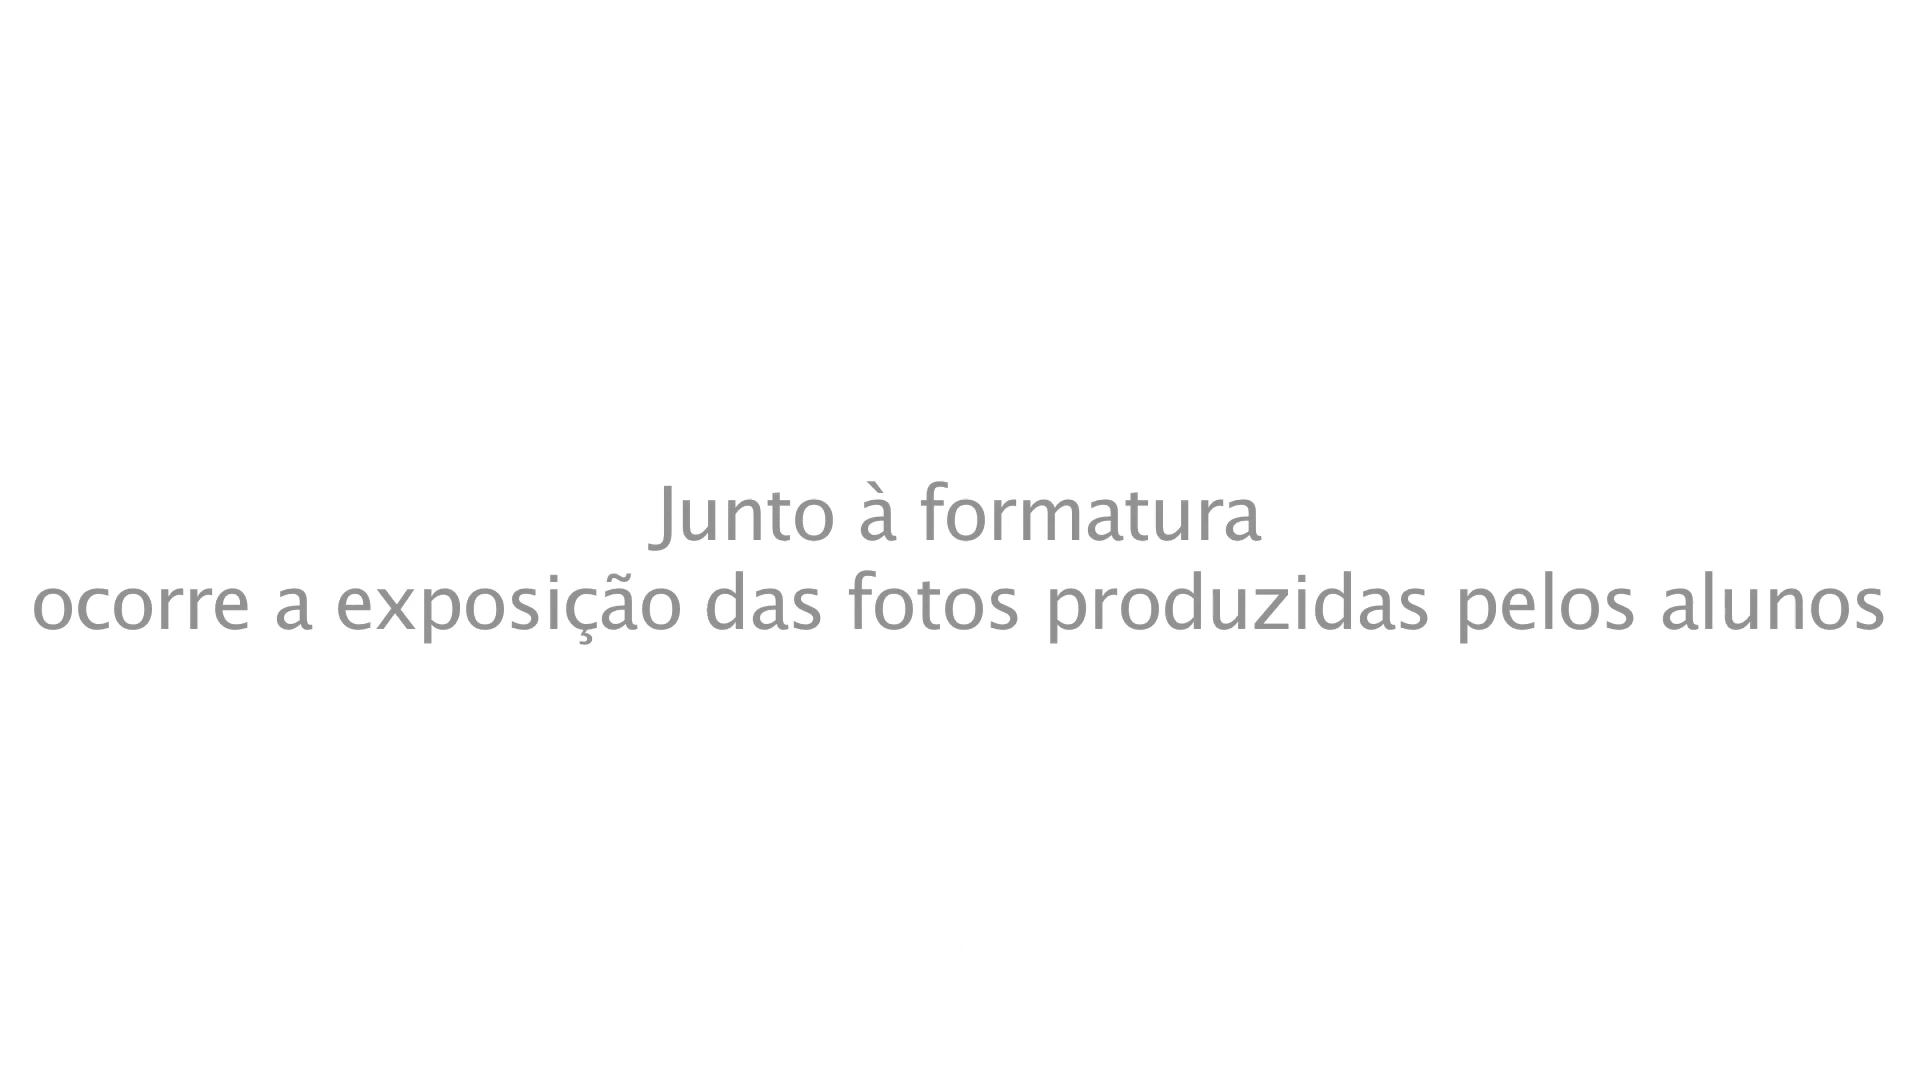 Junto à formatura
ocorre a exposição das fotos produzidas pelos alunos